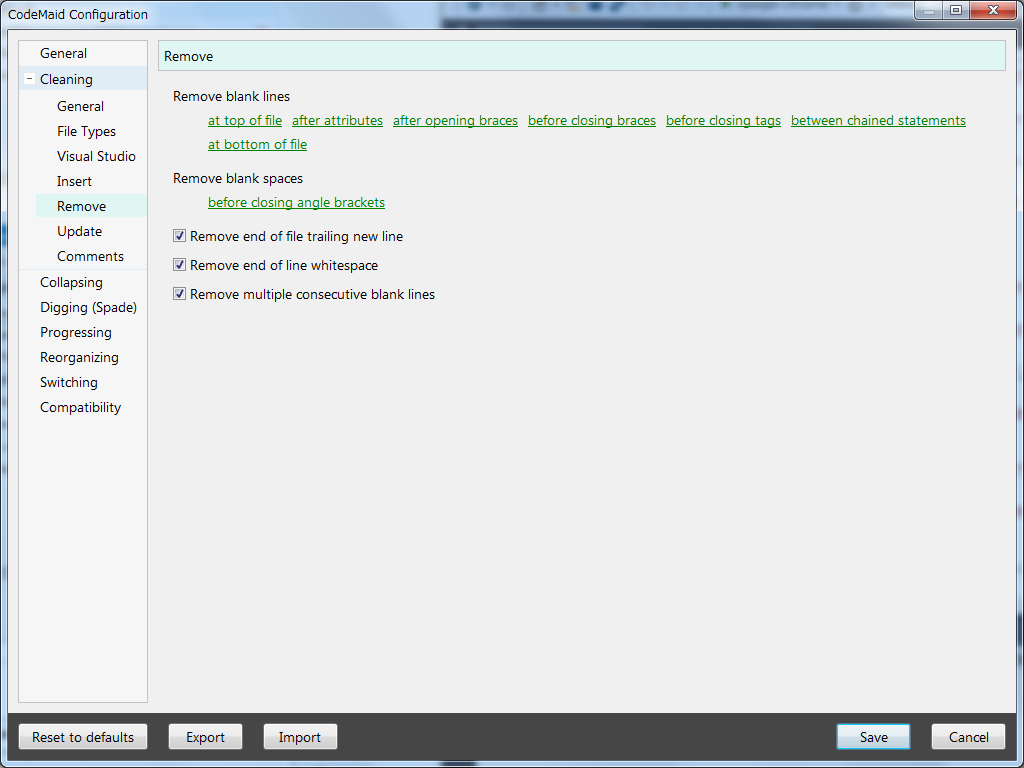 CodeMaid Configuration
General
Cleaning
General
File Types
Visual Studio
Insert
Remove
Update
Comments
Collapsing
Digging (Spade)
Progressing
Reorganizing
Switching
Compatibility
Remove
Remove blank lines
at top of file after attributes after opening braces before closing braces before closing tags between chained statements
at bottom of file
Remove blank spaces
before closing angle brackets
Remove end of file trailing new line
Remove end of line whitespace
Remove multiple consecutive blank lines
Reset to defaults Export Import Save Cancel